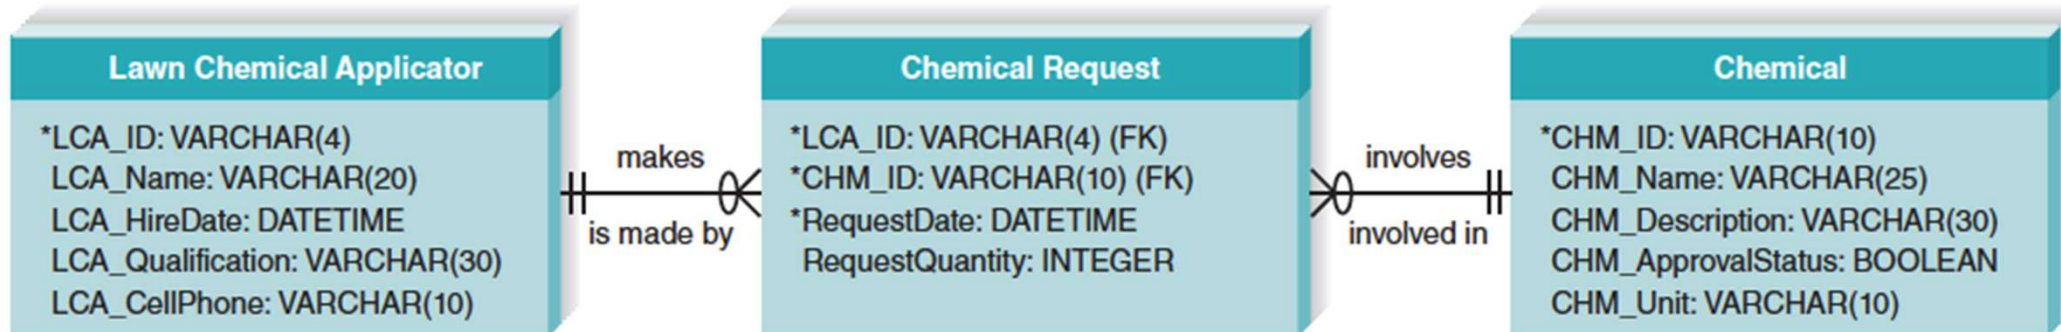 Lawn Chemical Applicator
*LCA_ID: VARCHAR(4)
LCA_Name: VARCHAR(20)
LCA_HireDate: DATETIME
LCA_Qualification: VARCHAR(30)
LCA_CellPhone: VARCHAR(10)
makes
is made by
Chemical Request
*LCA_ID: VARCHAR(4) (FK)
*CHM_ID: VARCHAR(10) (FK)
*RequestDate: DATETIME
RequestQuantity: INTEGER
involves
involved in
Chemical
*CHM_ID: VARCHAR(10)
CHM_Name: VARCHAR(25)
CHM_Description: VARCHAR(30)
CHM_ApprovalStatus: BOOLEAN
CHM_Unit: VARCHAR(10)